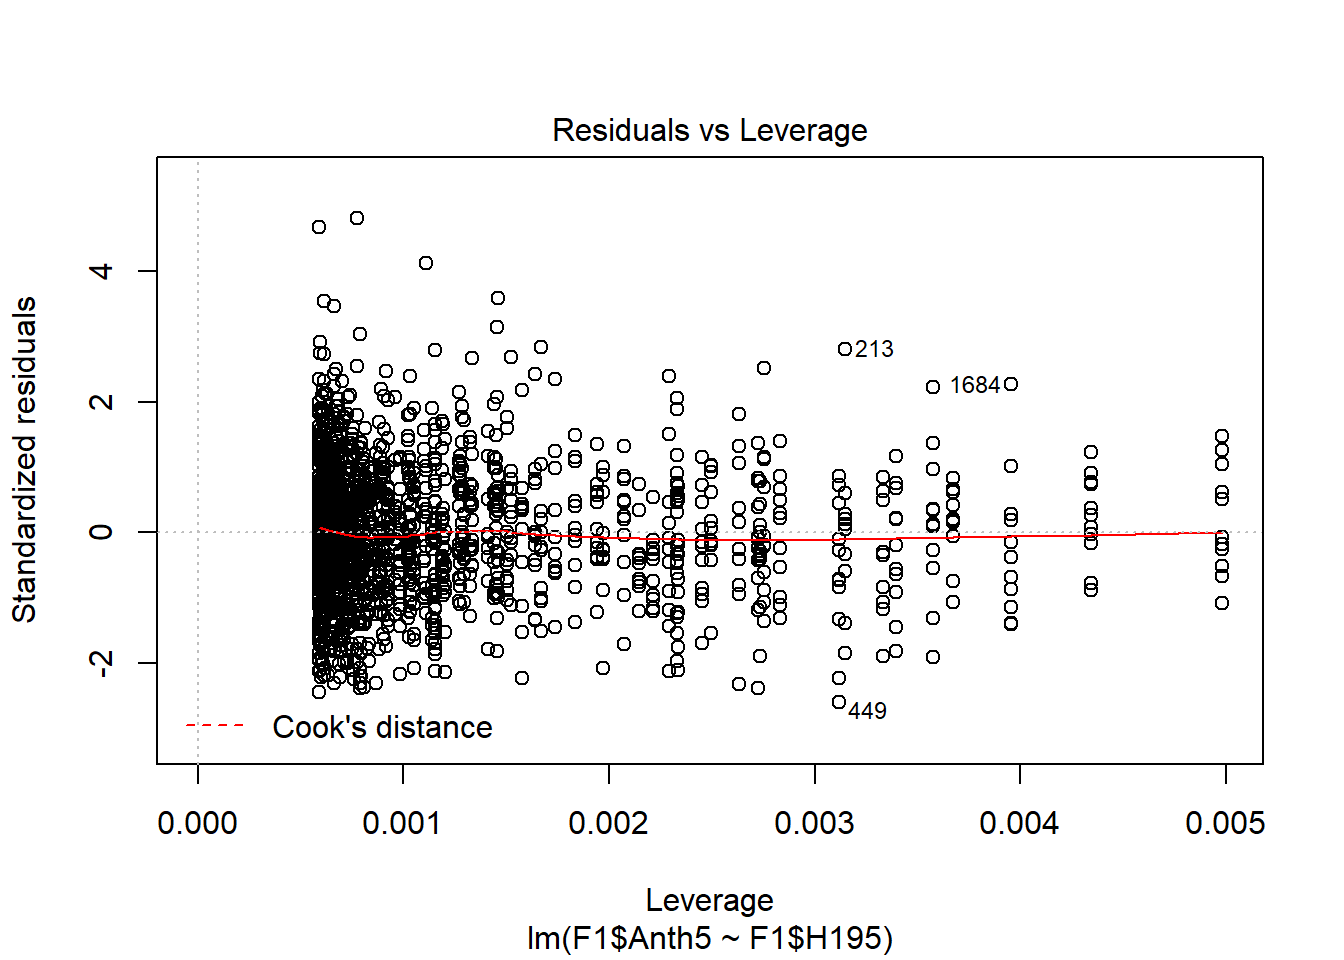 Residuals vs Leverage
Standardized residuals
4
2
0
-2
213
1684
449
Cook's distance
0.000 0.001 0.002 0.003 0.004 0.005
Leverage
lm(F1$Anth5 ~ F1$H195)